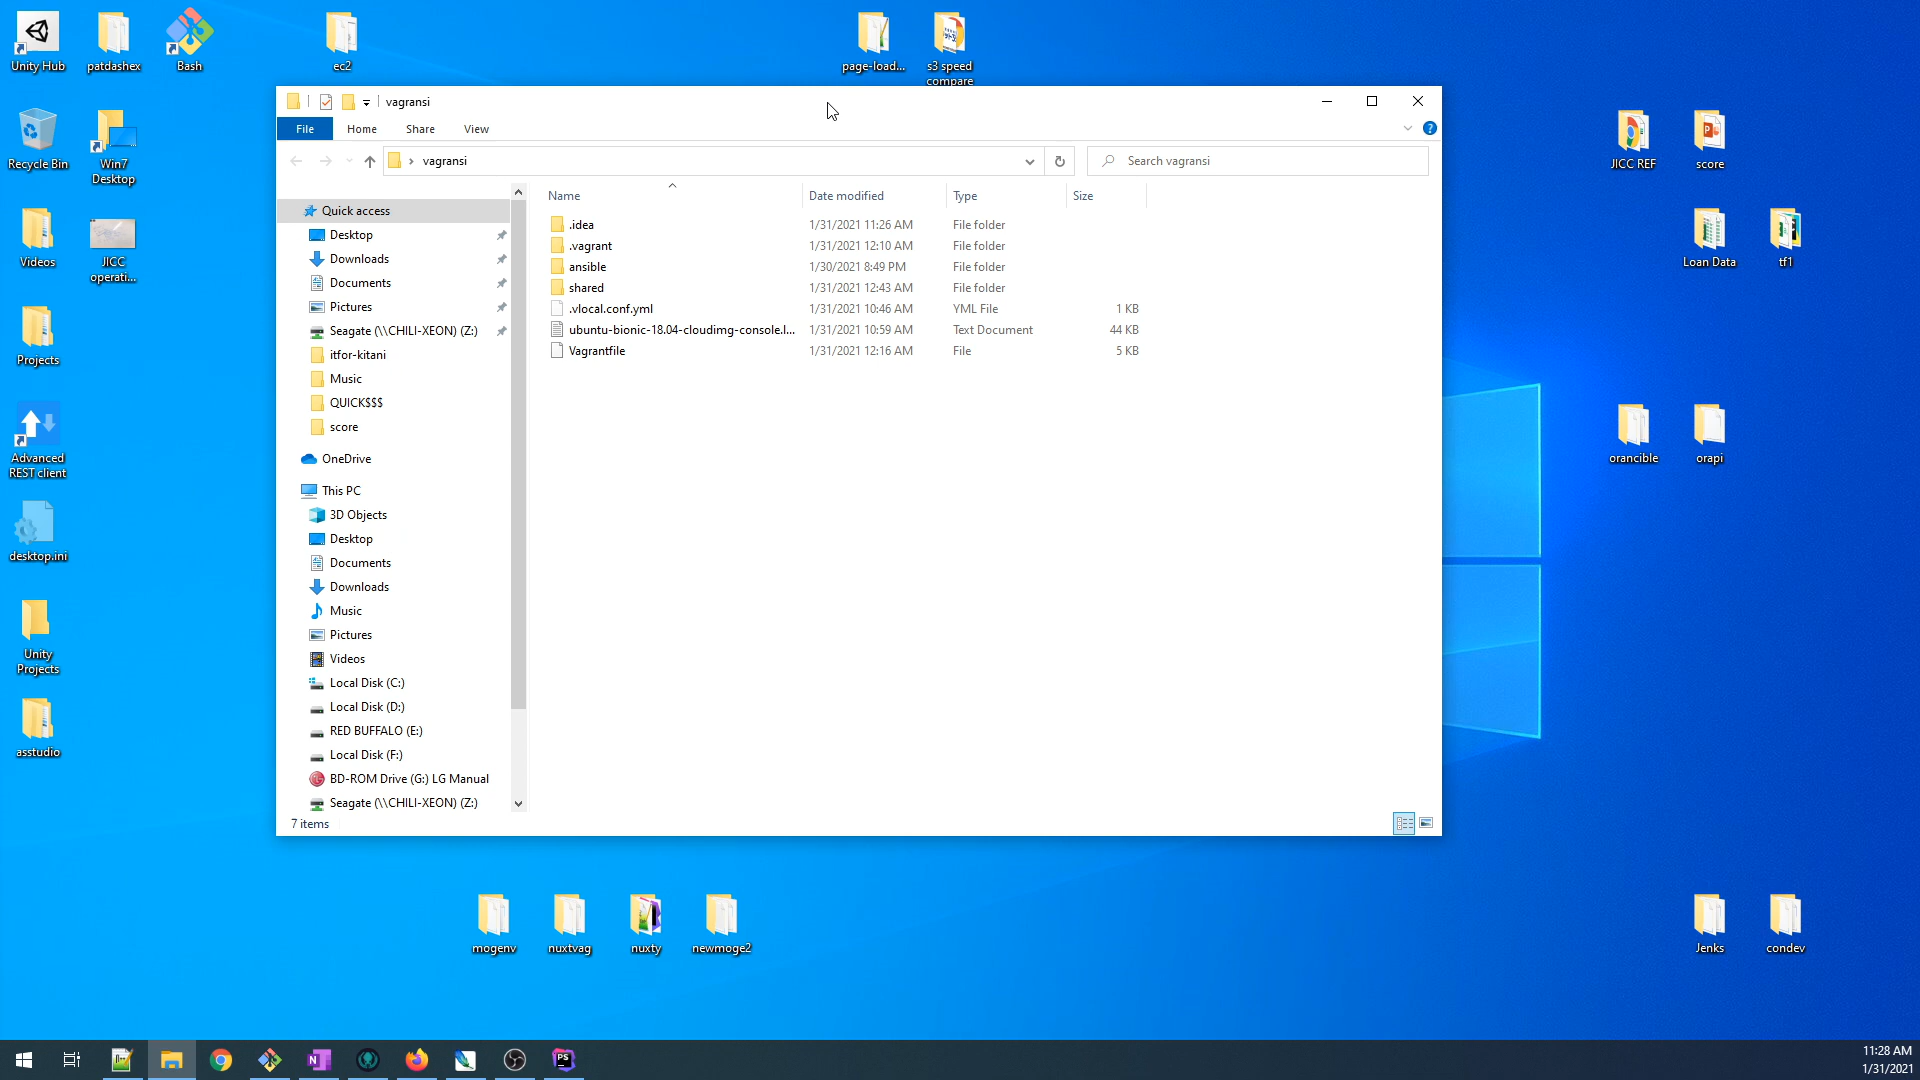 Unity Hub
patdashex
Bash
ec2
page-load...
s3 speed
compare
vagransi
File
Home
Share
View
vagransi
Search vagransi
Name
Date modified
Type
Size
Quick access
Desktop
Downloads
Documents
Pictures
Seagate (\\CHILI-XEON) (Z:)
itfor-kitani
Music
QUICK$$$
score
OneDrive
This PC
3D Objects
Desktop
Documents
Downloads
Music
Pictures
Videos
Local Disk (C:)
Local Disk (D:)
RED BUFFALO (E:)
Local Disk (F:)
BD-ROM Drive (G:) LG Manual
Seagate (\\CHILI-XEON) (Z:)
.idea 1/31/2021 11:26 AM File folder
.vagrant 1/31/2021 12:10 AM File folder
ansible 1/30/2021 8:49 PM File folder
shared 1/31/2021 12:43 AM File folder
.vlocal.conf.yml 1/31/2021 10:46 AM YML File 1 KB
ubuntu-bionic-18.04-cloudimg-console.l... 1/31/2021 10:59 AM Text Document 44 KB
Vagrantfile 1/31/2021 12:16 AM File 5 KB
7 items
Recycle Bin
Win7
Desktop
Videos
JICC
operati...
Projects
Advanced
REST client
desktop.ini
Unity
Projects
asstudio
JICC REF
score
Loan Data
tf1
orancible
orapi
mogenv
nuxtvag
nuxty
newmoge2
Jenks
condev
N
PS
11:28 AM
1/31/2021